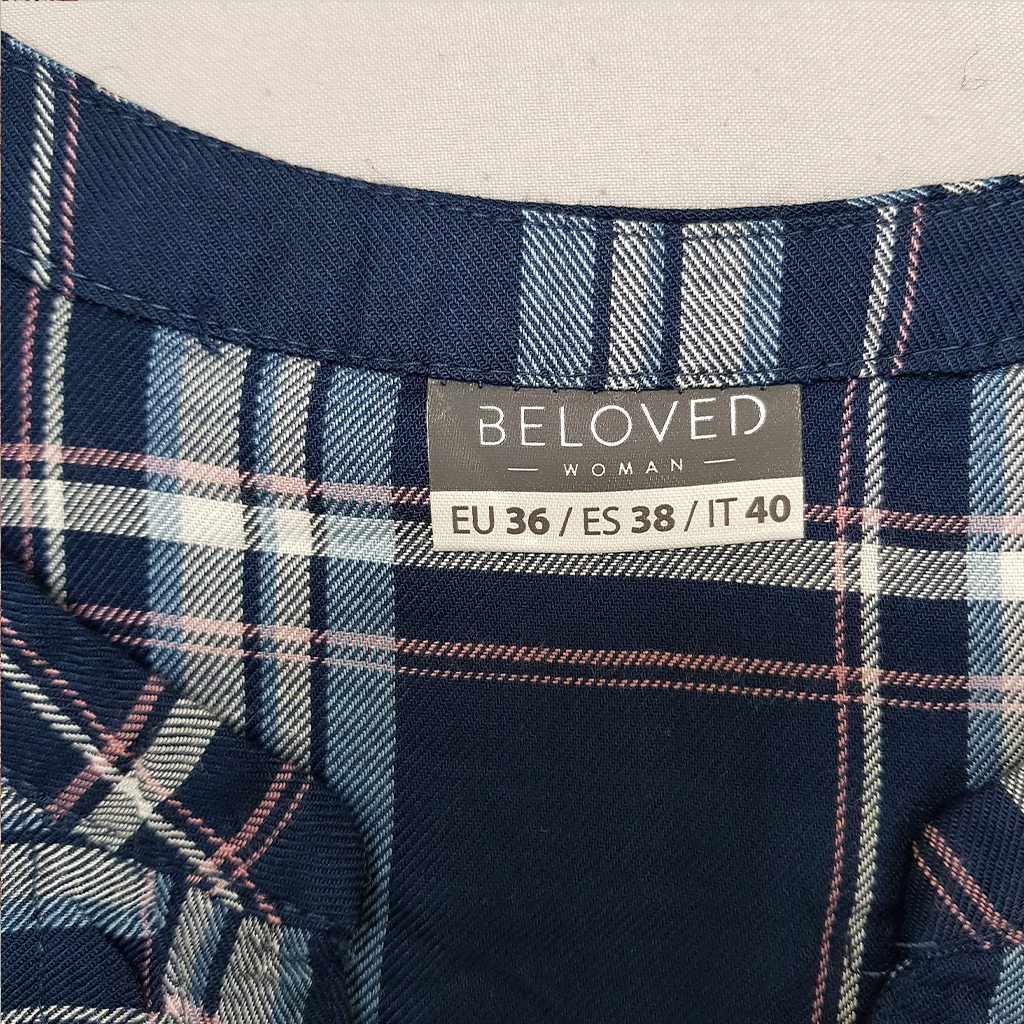 BELOVED
— WOMAN —
EU 36 / ES 38 / IT 40